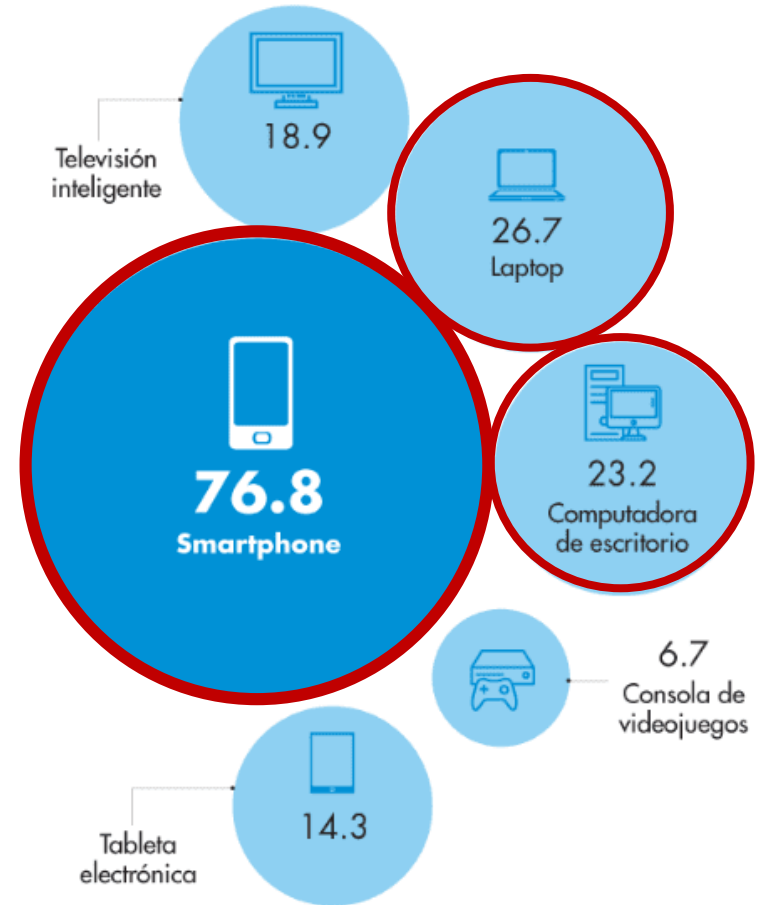 18.9
Televisión
inteligente
26.7
Laptop
76.8
Smartphone
23.2
Computadora
de escritorio
6.7
Consola de
videojuegos
14.3
Tableta
electrónica